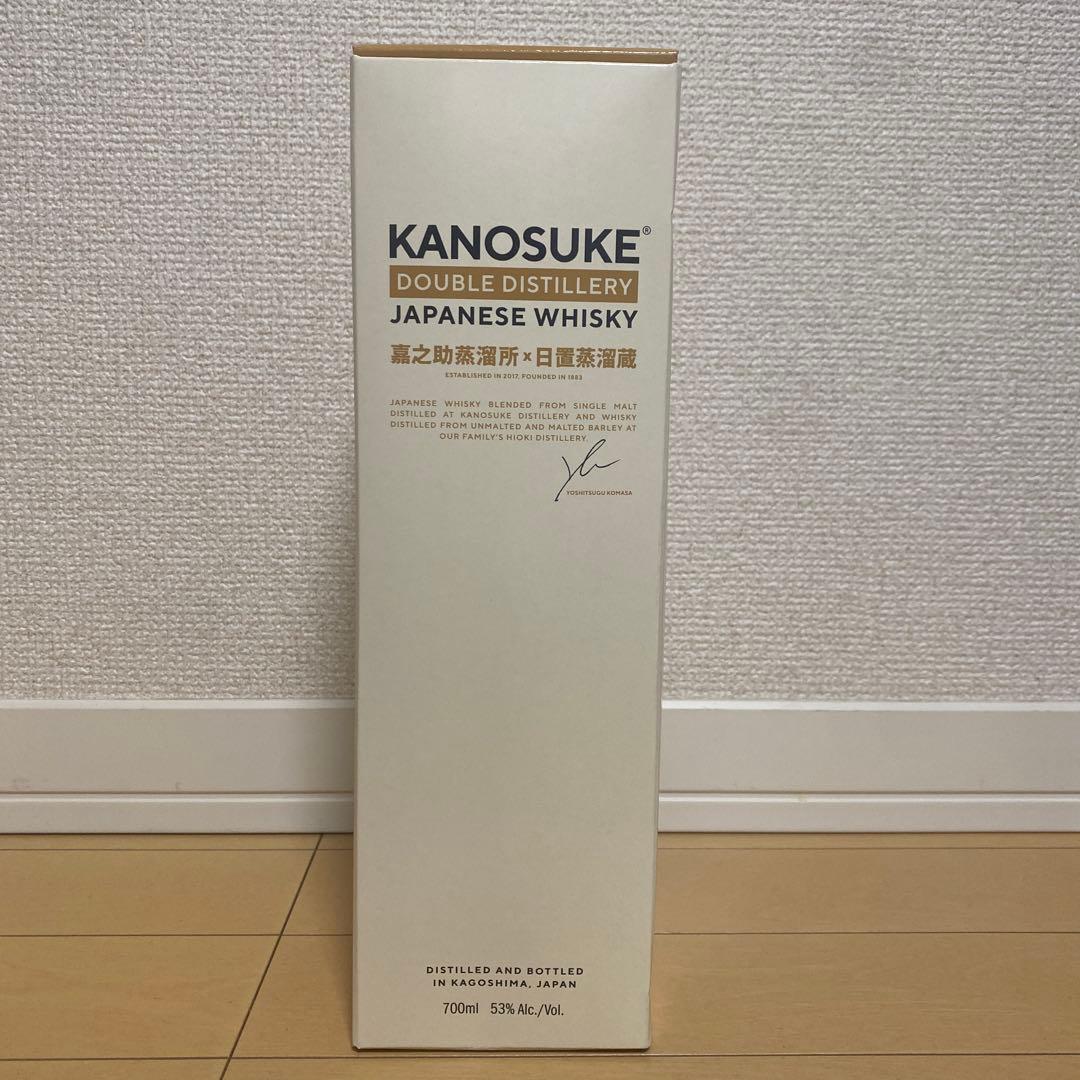 KANOSUKE®
DOUBLE DISTILLERY
JAPANESE WHISKY
嘉之助蒸溜所 x 日置蒸溜蔵
ESTABLISHED IN 2017, FOUNDED IN 1883
JAPANESE WHISKY BLENDED FROM SINGLE MALT
DISTILLED AT KANOSUKE DISTILLERY AND WHISKY
DISTILLED FROM UNMALTED AND MALTED BARLEY AT
OUR FAMILY'S HIOKI DISTILLERY.
YOSHITSUGU KOMASA
DISTILLED AND BOTTLED
IN KAGOSHIMA, JAPAN
700ml 53% Alc./Vol.